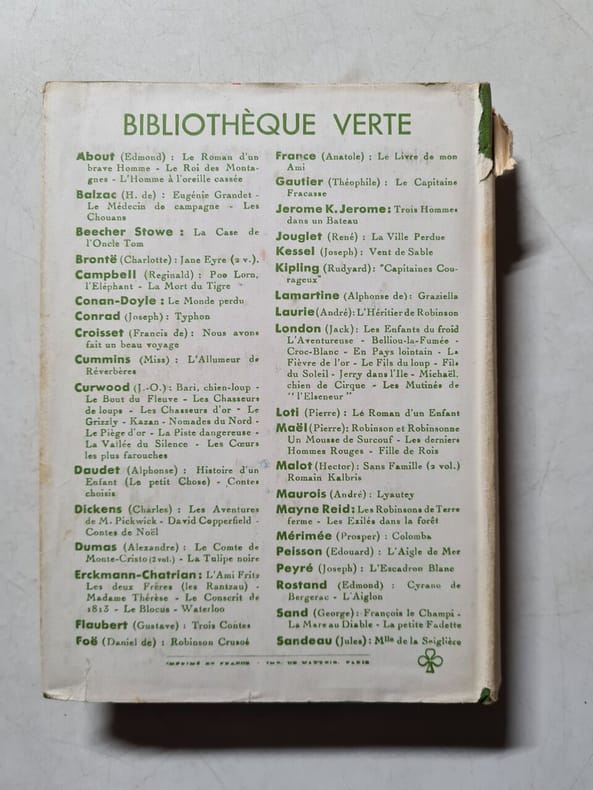 BIBLIOTHÈQUE VERTE
About (Edmond) : Le Roman d'un
brave Homme - Le Roi des Monta-
gnes - L'Homme à l'oreille cassée
Balzac (H. de) : Eugénie Grandet -
Le Médecin de campagne - Les
Chouans
Beecher Stowe : La Case de
l'Oncle Tom
Brontë (Charlotte) : Jane Eyre (2 v.).
Campbell (Reginald) : Poo Lorn,
l'Eléphant - La Mort du Tigre
Conan-Doyle : Le Monde perdu
Conrad (Joseph) : Typhon
Croisset (Francis de) : Nous avons
fait un beau voyage
Cummins (Miss) : L'Allumeur de
Réverbères
Curwood (J.-O.) : Bari, chien-loup -
Le Bout du Fleuve - Les Chasseurs
de loups - Les Chasseurs d'or - Le
Grizzly - Kazan - Nomades du Nord -
Le Piège d'or - La Piste dangereuse -
La Vallée du Silence - Les Cœurs
les plus farouches
Daudet (Alphonse) : Histoire d'un
Enfant (Le petit Chose) - Contes
choisis
Dickens (Charles) : Les Aventures
de M. Pickwick - David Copperfield -
Contes de Noël
Dumas (Alexandre) : Le Comte de
Monte-Cristo (2 vol.) - La Tulipe noire
Erckmann-Chatrian : L'Ami Fritz
Les deux Frères (les Rantzau) -
Madame Thérèse - Le Conscrit de
1813 - Le Blocus - Waterloo
Flaubert (Gustave) : Trois Contes
Foë (Daniel de) : Robinson Crusoé
France (Anatole) : Le Livre de mon
Ami
Gautier (Théophile) : Le Capitaine
Fracasse
Jerome K. Jerome : Trois Hommes
dans un Bateau
Jouglet (René) : La Ville Perdue
Kessel (Joseph) : Vent de Sable
Kipling (Rudyard) : "Capitaines Cou-
rageux"
Lamartine (Alphonse de) : Graziella
Laurie (André) : L'Héritier de Robinson
London (Jack) : Les Enfants du froid
L'Aventureuse - Belliou-la-Fumée -
Croc-Blanc - En Pays lointain - La
Fièvre de l'or - Le Fils du loup - Fils
du Soleil - Jerry dans l'Ile - Michaël,
chien de Cirque - Les Mutinés de
"l'Elseneur"
Loti (Pierre) : Le Roman d'un Enfant
Maël (Pierre) : Robinson et Robinsonne
Un Mousse de Surcouf - Les derniers
Hommes Rouges - Fille de Rois
Malot (Hector) : Sans Famille (2 vol.)
Romain Kalbris
Maurois (André) : Lyautey
Mayne Reid : Les Robinsons de Terre
ferme - Les Exilés dans la forêt
Mérimée (Prosper) : Colomba
Peisson (Edouard) : L'Aigle de Mer
Peyré (Joseph) : L'Escadron Blanc
Rostand (Edmond) : Cyrano de
Bergerac - L'Aiglon
Sand (George) : François le Champi -
La Mare au Diable - La petite Fadette
Sandeau (Jules) : Mlle de la Seiglière
IMPRIMÉ EN FRANCE - IMP. DE MATTEIS, PARIS